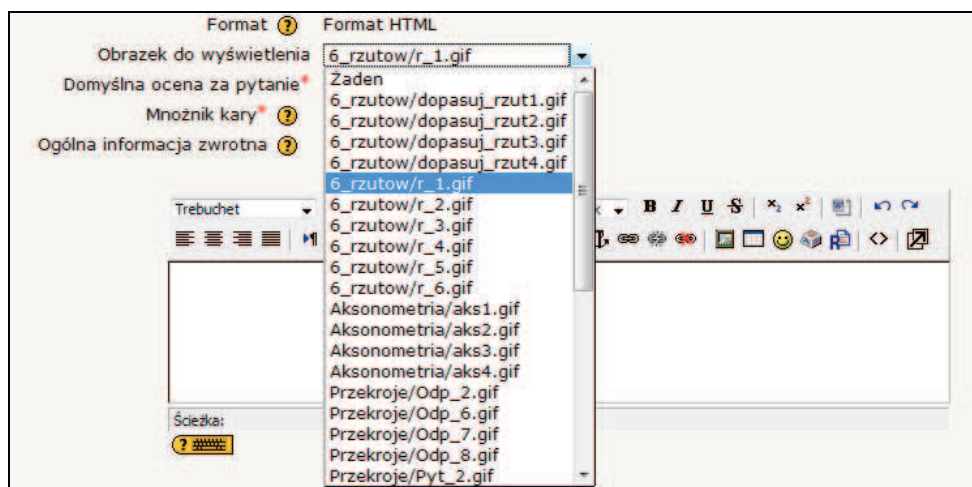 Format ? Format HTML
Obrazek do wyświetlenia 6_rzutow/r_1.gif
Domyślna ocena za pytanie*
Mnożnik kary* ?
Ogólna informacja zwrotna ?
Żaden
6_rzutow/dopasuj_rzut1.gif
6_rzutow/dopasuj_rzut2.gif
6_rzutow/dopasuj_rzut3.gif
6_rzutow/dopasuj_rzut4.gif
6_rzutow/r_1.gif
6_rzutow/r_2.gif
6_rzutow/r_3.gif
6_rzutow/r_4.gif
6_rzutow/r_5.gif
6_rzutow/r_6.gif
Aksonometria/aks1.gif
Aksonometria/aks2.gif
Aksonometria/aks3.gif
Aksonometria/aks4.gif
Przekroje/Odp_2.gif
Przekroje/Odp_6.gif
Przekroje/Odp_7.gif
Przekroje/Odp_8.gif
Przekroje/Pyt_2.gif
Trebuchet
B I U S x₂ x²
Ścieżka:
?